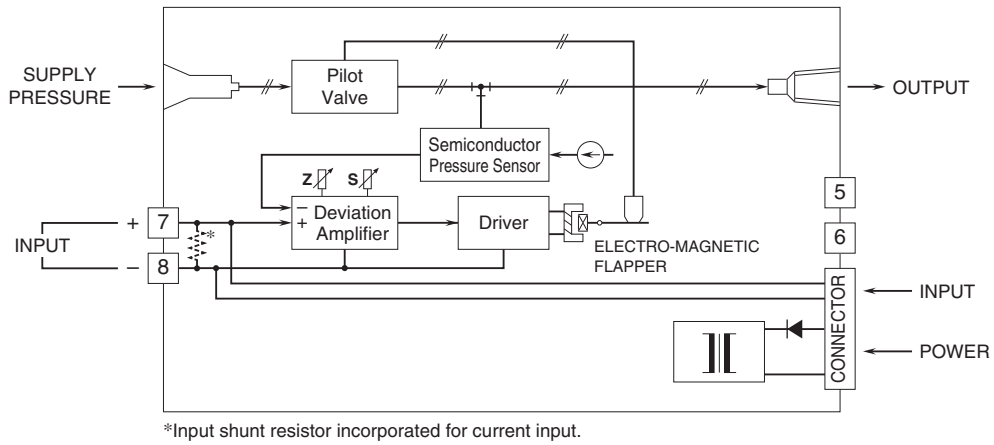 SUPPLY
PRESSURE
Pilot
Valve
OUTPUT
Semiconductor
Pressure Sensor
Z
S
5
+
7
−
+
Deviation
Amplifier
Driver
6
INPUT
*
−
8
ELECTRO-MAGNETIC
FLAPPER
CONNECTOR
INPUT
POWER
*Input shunt resistor incorporated for current input.